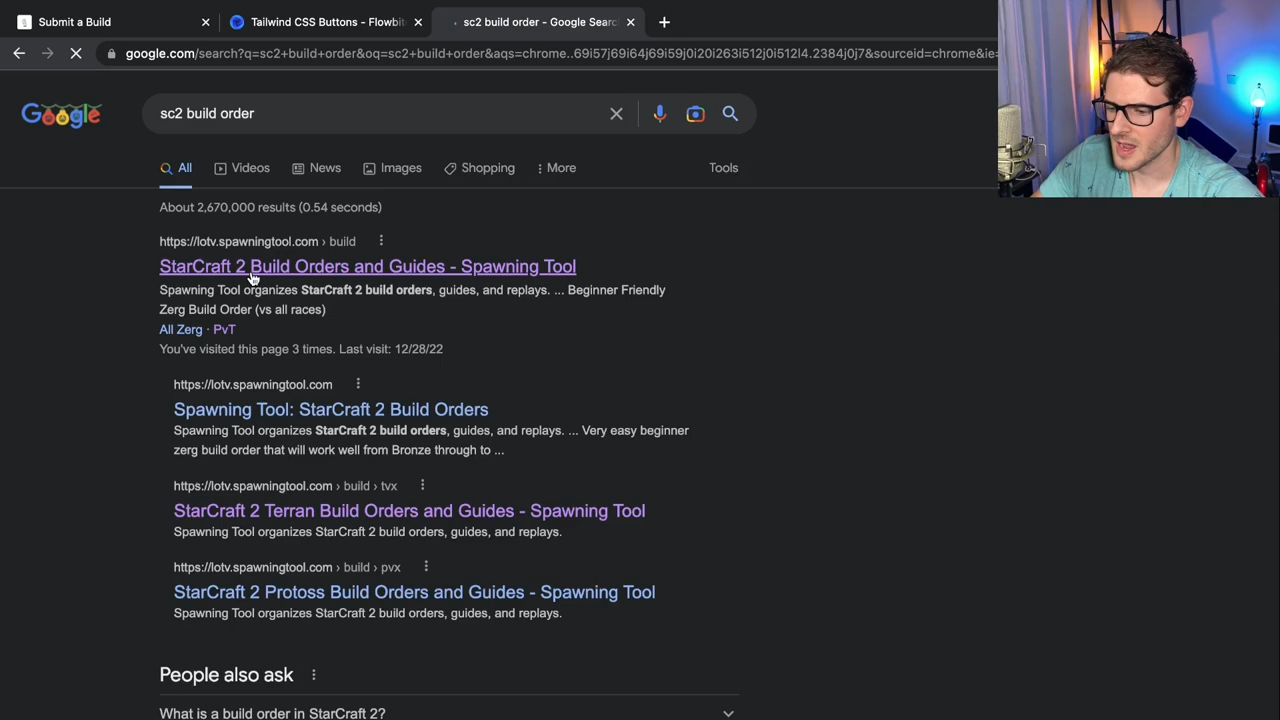 Submit a Build
Tailwind CSS Buttons - Flowbit
sc2 build order - Google Searc
google.com/search?q=sc2+build+order&oq=sc2+build+order&aqs=chrome..69i57j69i64j69i59j0i20i263i512j0i512l4.2384j0j7&sourceid=chrome&ie=
Google
sc2 build order
All
Videos
News
Images
Shopping
More
Tools
About 2,670,000 results (0.54 seconds)
https://lotv.spawningtool.com › build
StarCraft 2 Build Orders and Guides - Spawning Tool
Spawning Tool organizes StarCraft 2 build orders, guides, and replays. ... Beginner Friendly
Zerg Build Order (vs all races)
All Zerg · PvT
You've visited this page 3 times. Last visit: 12/28/22
https://lotv.spawningtool.com
Spawning Tool: StarCraft 2 Build Orders
Spawning Tool organizes StarCraft 2 build orders, guides, and replays. ... Very easy beginner
zerg build order that will work well from Bronze through to ...
https://lotv.spawningtool.com › build › tvx
StarCraft 2 Terran Build Orders and Guides - Spawning Tool
Spawning Tool organizes StarCraft 2 build orders, guides, and replays.
https://lotv.spawningtool.com › build › pvx
StarCraft 2 Protoss Build Orders and Guides - Spawning Tool
Spawning Tool organizes StarCraft 2 build orders, guides, and replays.
People also ask
What is a build order in StarCraft 2?